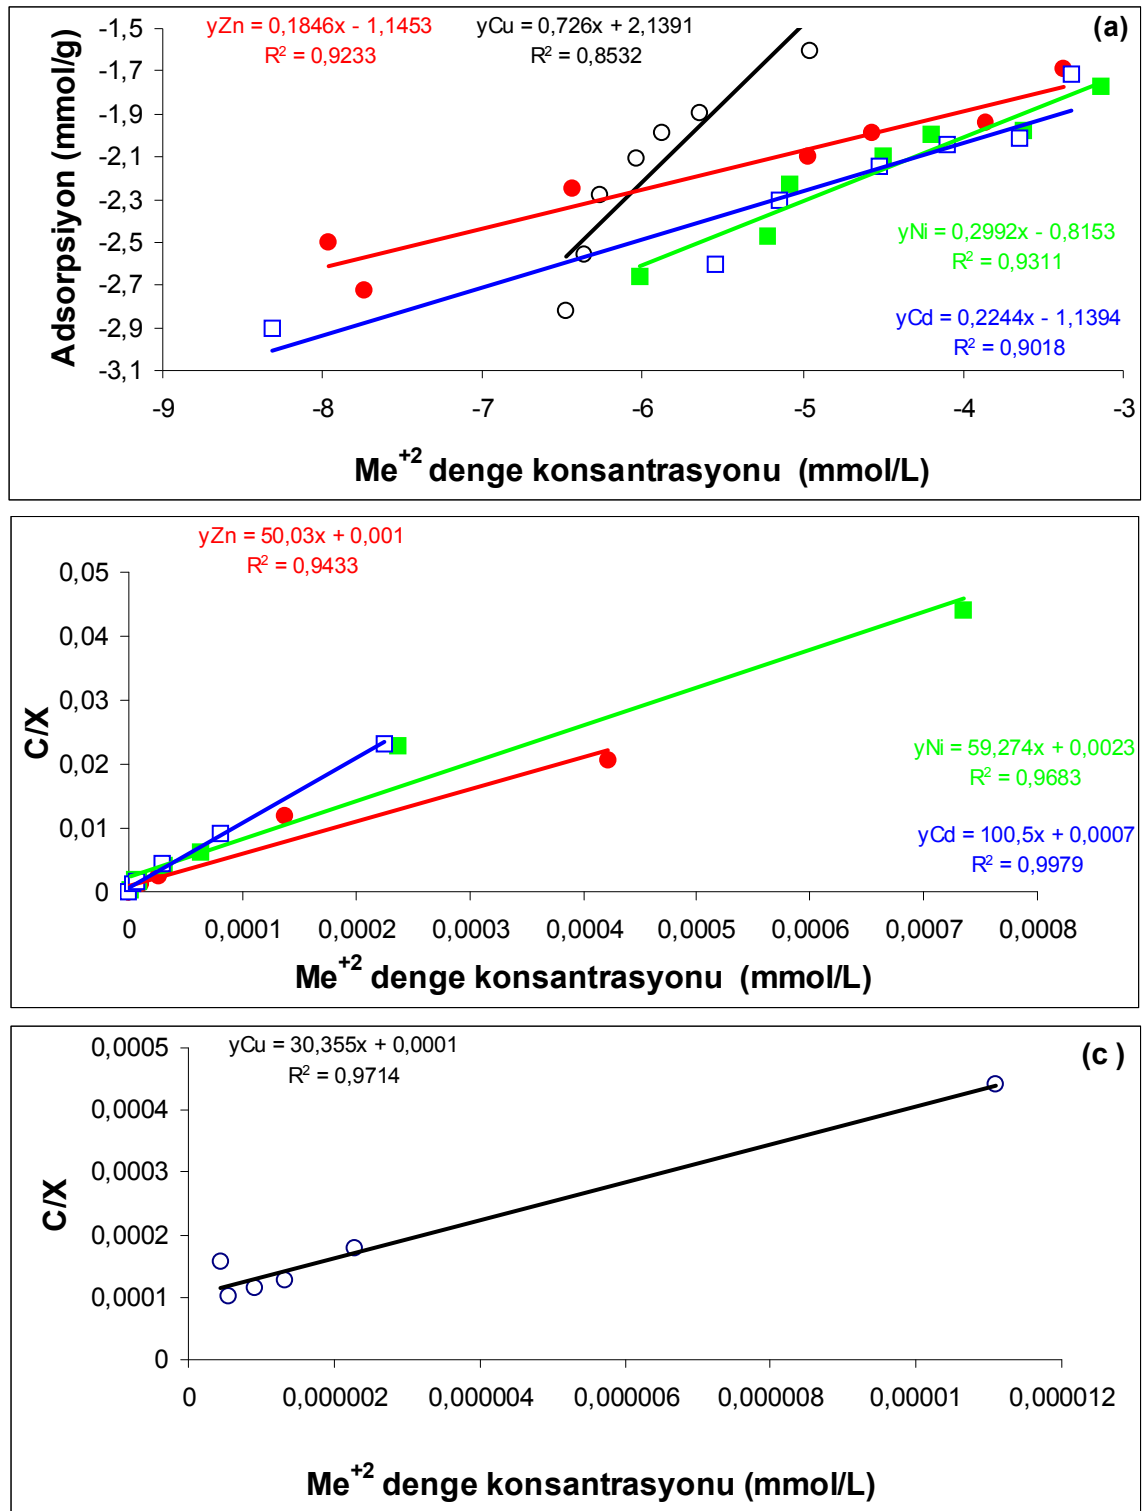 yZn = 0,1846x - 1,1453
R² = 0,9233
yCu = 0,726x + 2,1391
R² = 0,8532
(a)
Adsorpsiyon (mmol/g)
-1,5
-1,7
-1,9
-2,1
-2,3
-2,5
-2,7
-2,9
-3,1
yNi = 0,2992x - 0,8153
R² = 0,9311
yCd = 0,2244x - 1,1394
R² = 0,9018
-9 -8 -7 -6 -5 -4 -3
Me⁺² denge konsantrasyonu (mmol/L)
yZn = 50,03x + 0,001
R² = 0,9433
C/X
0,05
0,04
0,03
0,02
0,01
0
yNi = 59,274x + 0,0023
R² = 0,9683
yCd = 100,5x + 0,0007
R² = 0,9979
0 0,0001 0,0002 0,0003 0,0004 0,0005 0,0006 0,0007 0,0008
Me⁺² denge konsantrasyonu (mmol/L)
yCu = 30,355x + 0,0001
R² = 0,9714
(c )
C/X
0,0005
0,0004
0,0003
0,0002
0,0001
0
0 0,000002 0,000004 0,000006 0,000008 0,00001 0,000012
Me⁺² denge konsantrasyonu (mmol/L)